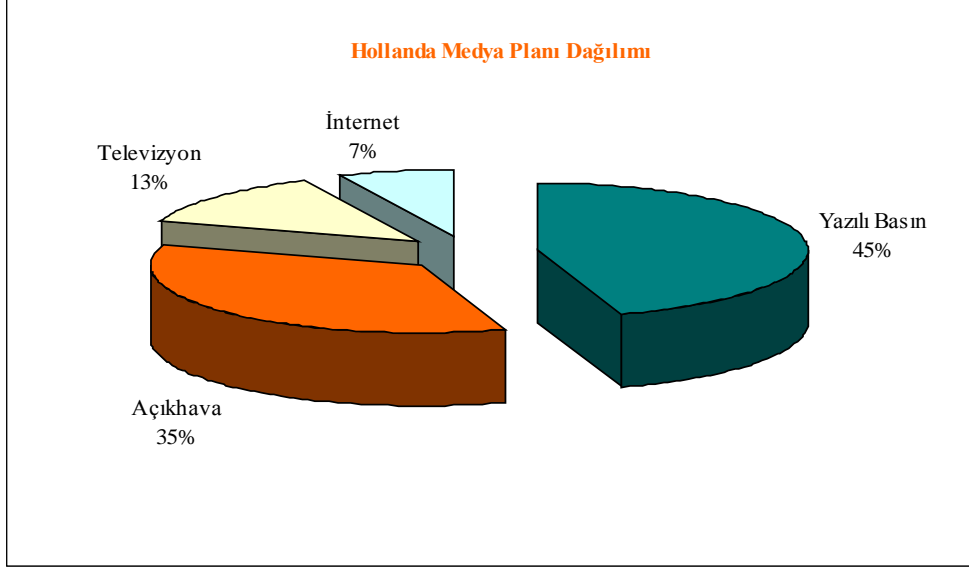 Hollanda Medya Planı Dağılımı
İnternet
7%
Televizyon
13%
Yazılı Basın
45%
Açıkhava
35%